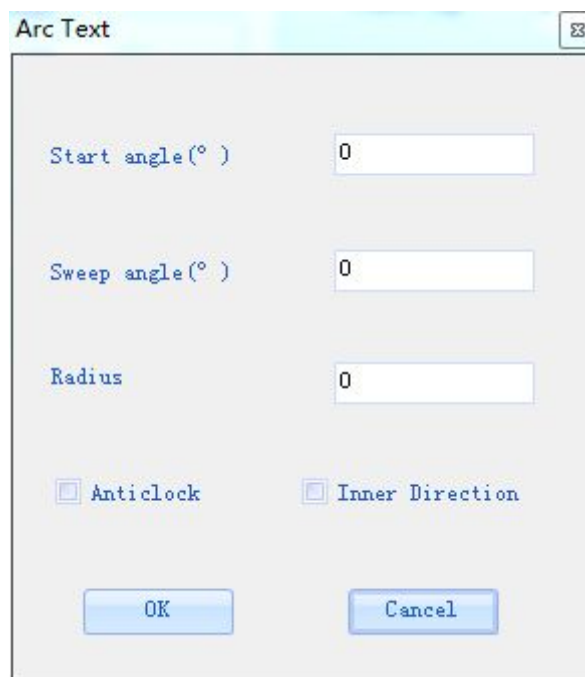 Arc Text
Start angle(° )
0
Sweep angle(° )
0
Radius
0
Anticlock
Inner Direction
OK
Cancel